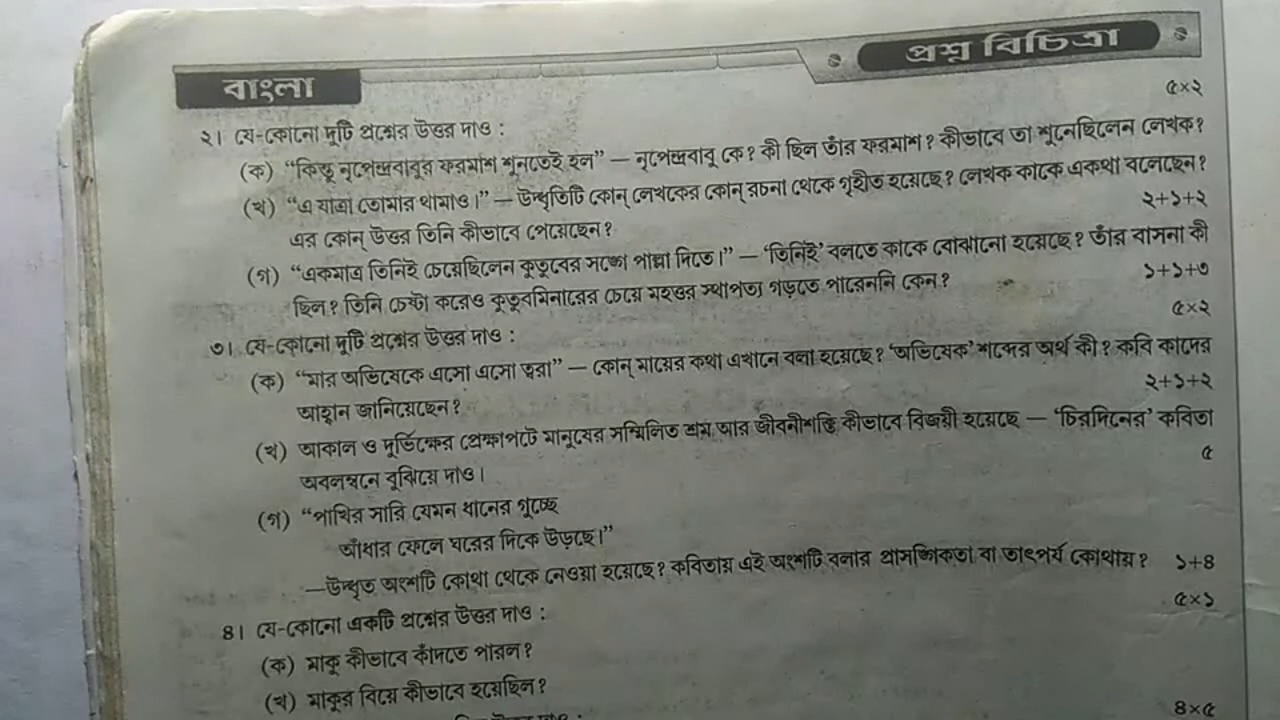 প্রশ্ন বিচিত্রা
বাংলা
২। যে-কোনো দুটি প্রশ্নের উত্তর দাও : ৫×২
(ক) “কিন্তু নৃপেন্দ্রবাবুর ফরমাশ শুনতেই হল” — নৃপেন্দ্রবাবু কে? কী ছিল তাঁর ফরমাশ? কীভাবে তা শুনেছিলেন লেখক?
(খ) “এ যাত্রা তোমার থামাও।” — উদ্ধৃতিটি কোন্ লেখকের কোন্ রচনা থেকে গৃহীত হয়েছে? লেখক কাকে একথা বলেছেন?
এর কোন্ উত্তর তিনি কীভাবে পেয়েছেন? ২+১+২
(গ) “একমাত্র তিনিই চেয়েছিলেন কুতুবের সঙ্গে পাল্লা দিতে।” — ‘তিনিই’ বলতে কাকে বোঝানো হয়েছে? তাঁর বাসনা কী
ছিল? তিনি চেষ্টা করেও কুতুবমিনারের চেয়ে মহত্তর স্থাপত্য গড়তে পারেননি কেন? ১+১+৩
৩। যে-কোনো দুটি প্রশ্নের উত্তর দাও : ৫×২
(ক) “মার অভিষেকে এসো এসো ত্বরা” — কোন্ মায়ের কথা এখানে বলা হয়েছে? ‘অভিষেক’ শব্দের অর্থ কী? কবি কাদের
আহ্বান জানিয়েছেন? ২+১+২
(খ) আকাল ও দুর্ভিক্ষের প্রেক্ষাপটে মানুষের সম্মিলিত শ্রম আর জীবনীশক্তি কীভাবে বিজয়ী হয়েছে — ‘চিরদিনের’ কবিতা
অবলম্বনে বুঝিয়ে দাও। ৫
(গ) “পাখির সারি যেমন ধানের গুচ্ছে
আঁধার ফেলে ঘরের দিকে উড়ছে।”
—উদ্ধৃত অংশটি কোথা থেকে নেওয়া হয়েছে? কবিতায় এই অংশটি বলার প্রাসঙ্গিকতা বা তাৎপর্য কোথায়? ১+৪
৪। যে-কোনো একটি প্রশ্নের উত্তর দাও : ৫×১
(ক) মাকু কীভাবে কাঁদতে পারল?
(খ) মাকুর বিয়ে কীভাবে হয়েছিল?
৪×৫